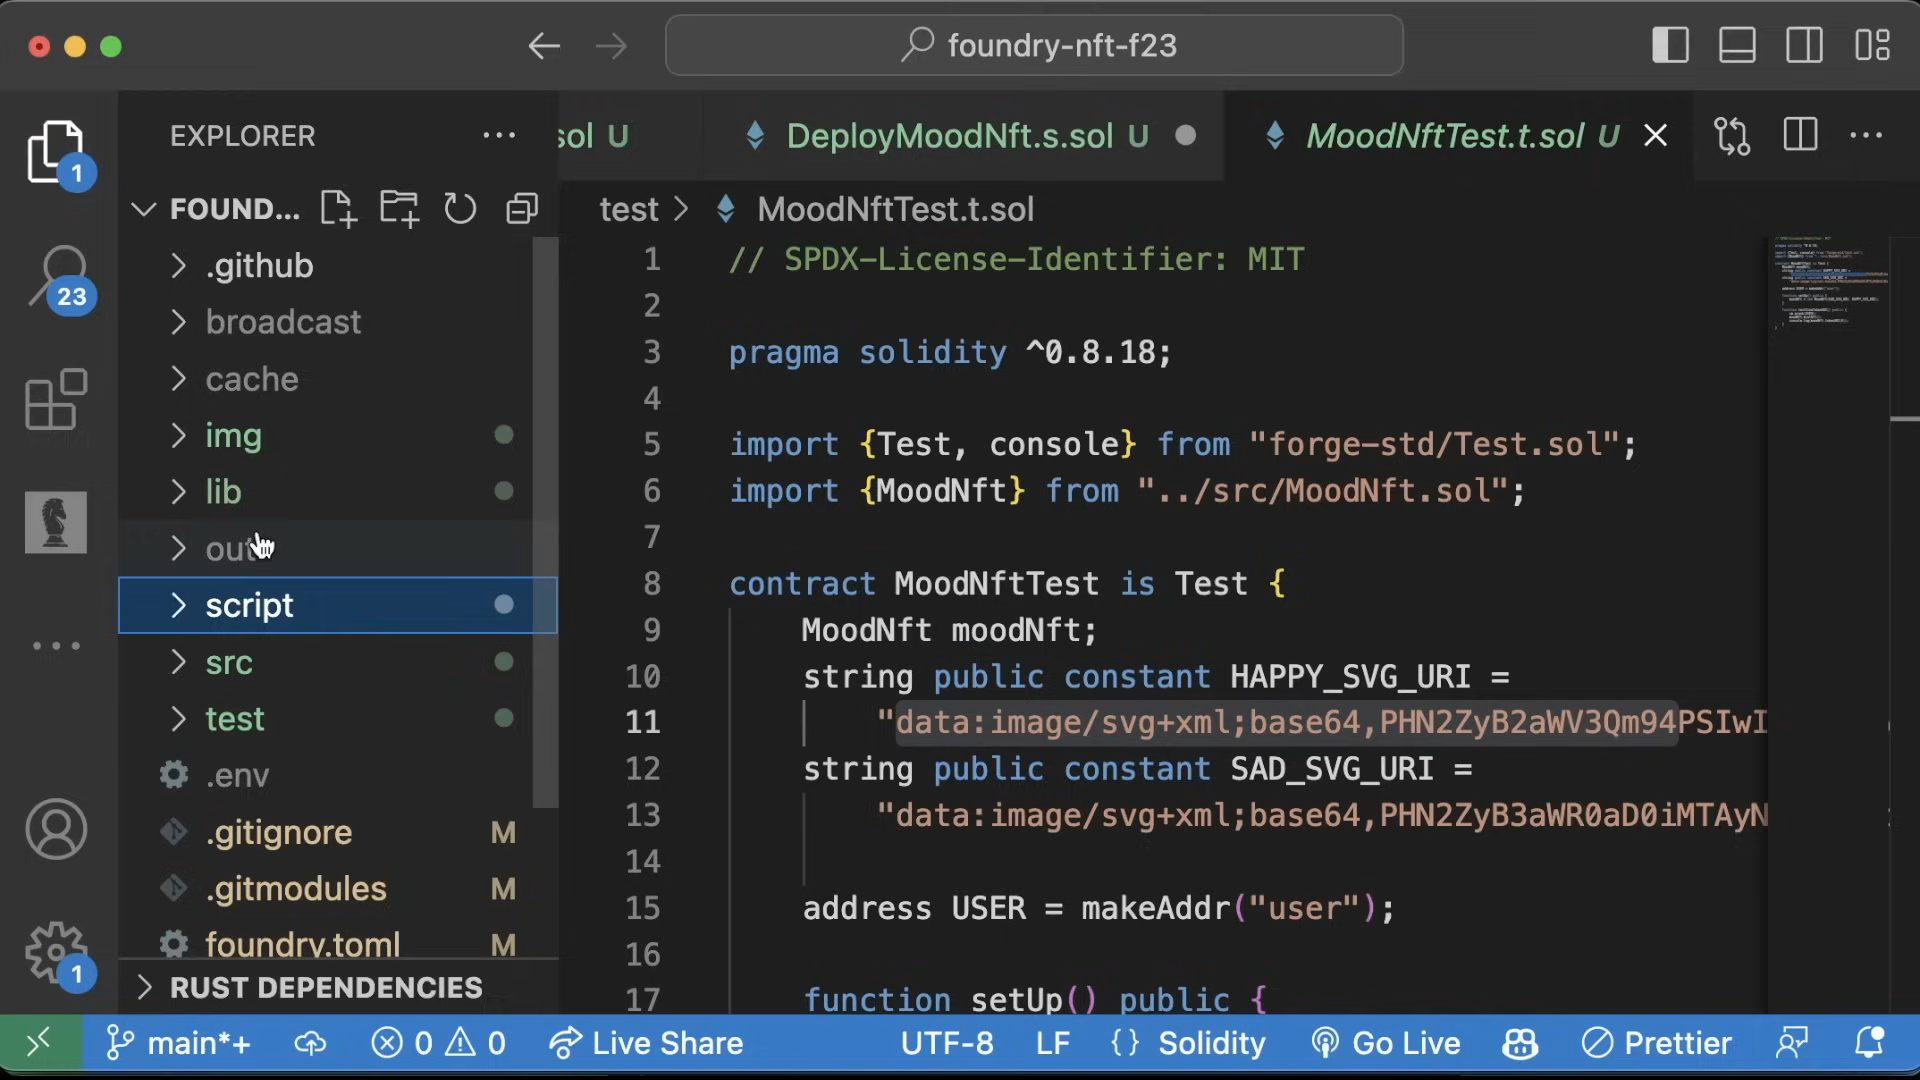 foundry-nft-f23
EXPLORER
sol U
DeployMoodNft.s.sol U
MoodNftTest.t.sol U
1
FOUND...
test > MoodNftTest.t.sol
.github
broadcast
cache
img
lib
out
script
src
test
.env
.gitignore M
.gitmodules M
foundry.toml M
RUST DEPENDENCIES
23
1
1 // SPDX-License-Identifier: MIT
2
3 pragma solidity ^0.8.18;
4
5 import {Test, console} from "forge-std/Test.sol";
6 import {MoodNft} from "../src/MoodNft.sol";
7
8 contract MoodNftTest is Test {
9 MoodNft moodNft;
10 string public constant HAPPY_SVG_URI =
11 "data:image/svg+xml;base64,PHN2ZyB2aWV3Qm94PSIwI
12 string public constant SAD_SVG_URI =
13 "data:image/svg+xml;base64,PHN2ZyB3aWR0aD0iMTAyN
14
15 address USER = makeAddr("user");
16
17 function setUp() public {
main*+ 0 0 Live Share UTF-8 LF {} Solidity Go Live Prettier